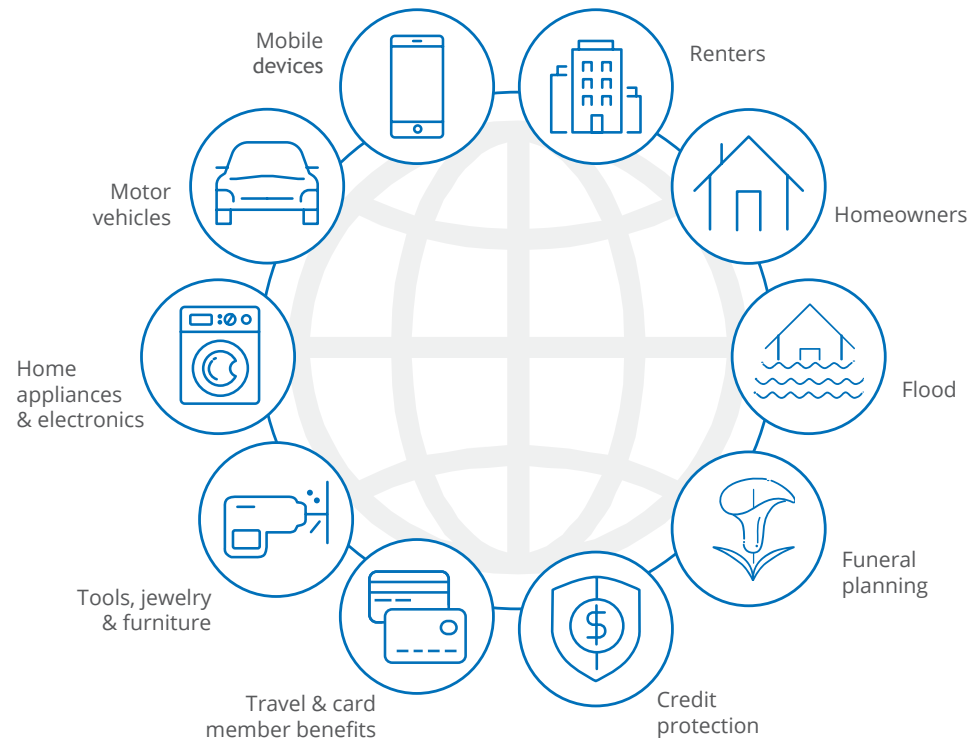 Mobile
devices
Renters
Homeowners
Flood
Funeral
planning
$
Credit
protection
Travel & card
member benefits
Tools, jewelry
& furniture
Home
appliances
& electronics
Motor
vehicles